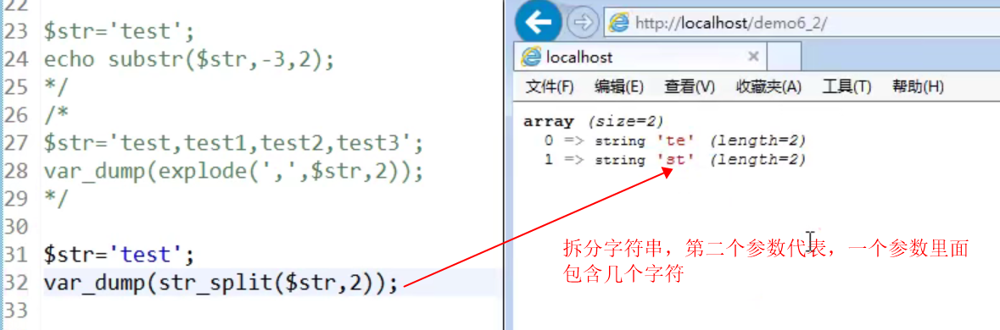 22
23 $str='test';
24 echo substr($str,-3,2);
25 */
26 /*
27 $str='test,test1,test2,test3';
28 var_dump(explode(',',$str,2));
29 */
30
31 $str='test';
32 var_dump(str_split($str,2));
33
http://localhost/demo6_2/
localhost
文件(F) 编辑(E) 查看(V) 收藏夹(A) 工具(T) 帮助(H)
array (size=2)
0 => string 'te' (length=2)
1 => string 'st' (length=2)
拆分字符串，第二个参数代表，一个参数里面
包含几个字符